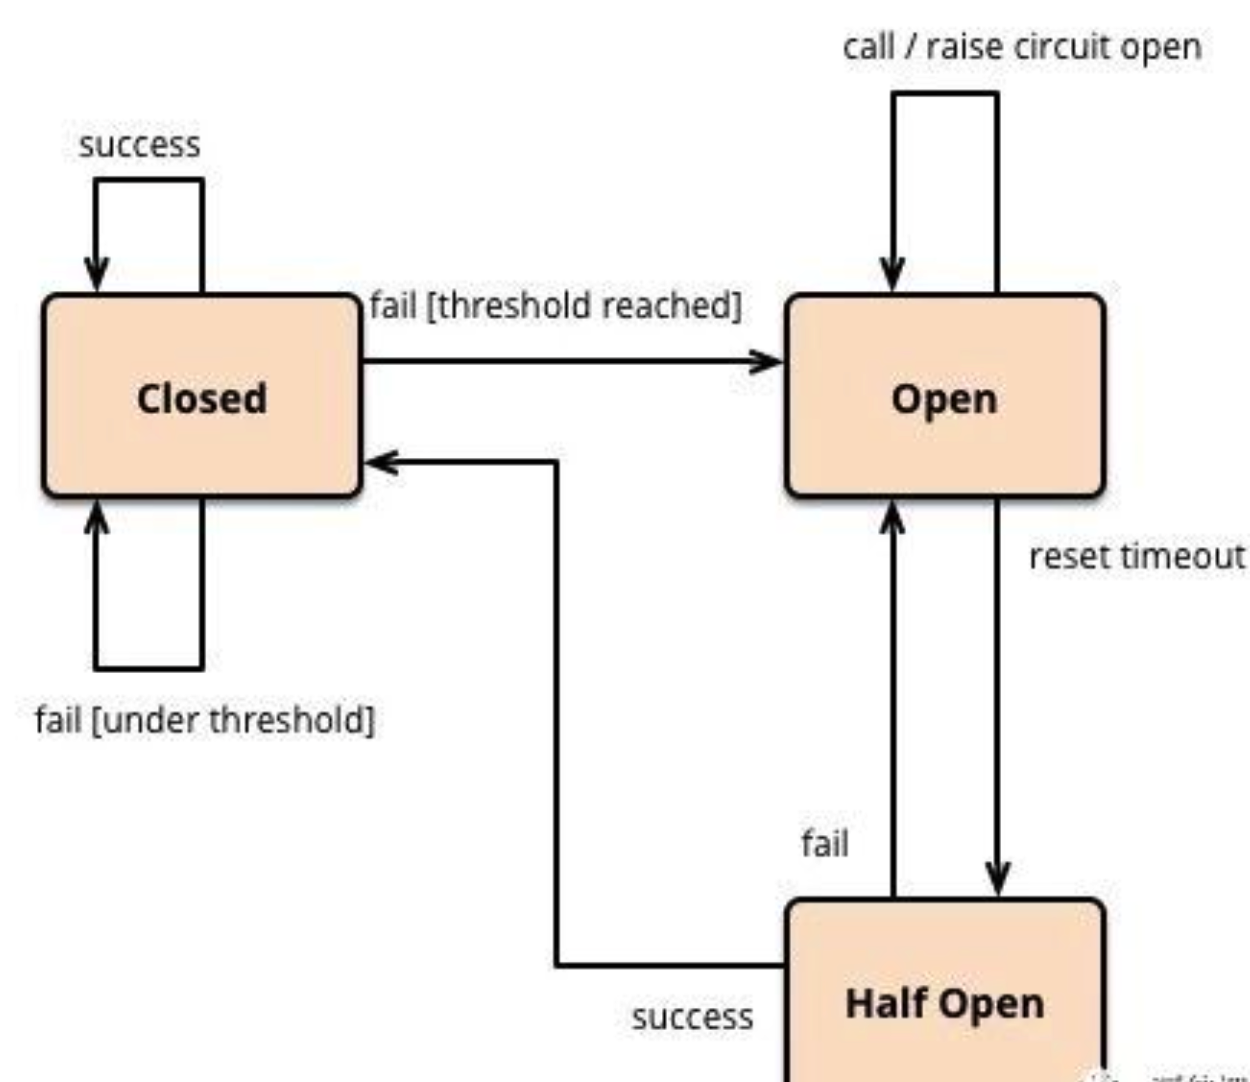 call / raise circuit open
success
fail [threshold reached]
Closed
Open
reset timeout
fail [under threshold]
fail
Half Open
success